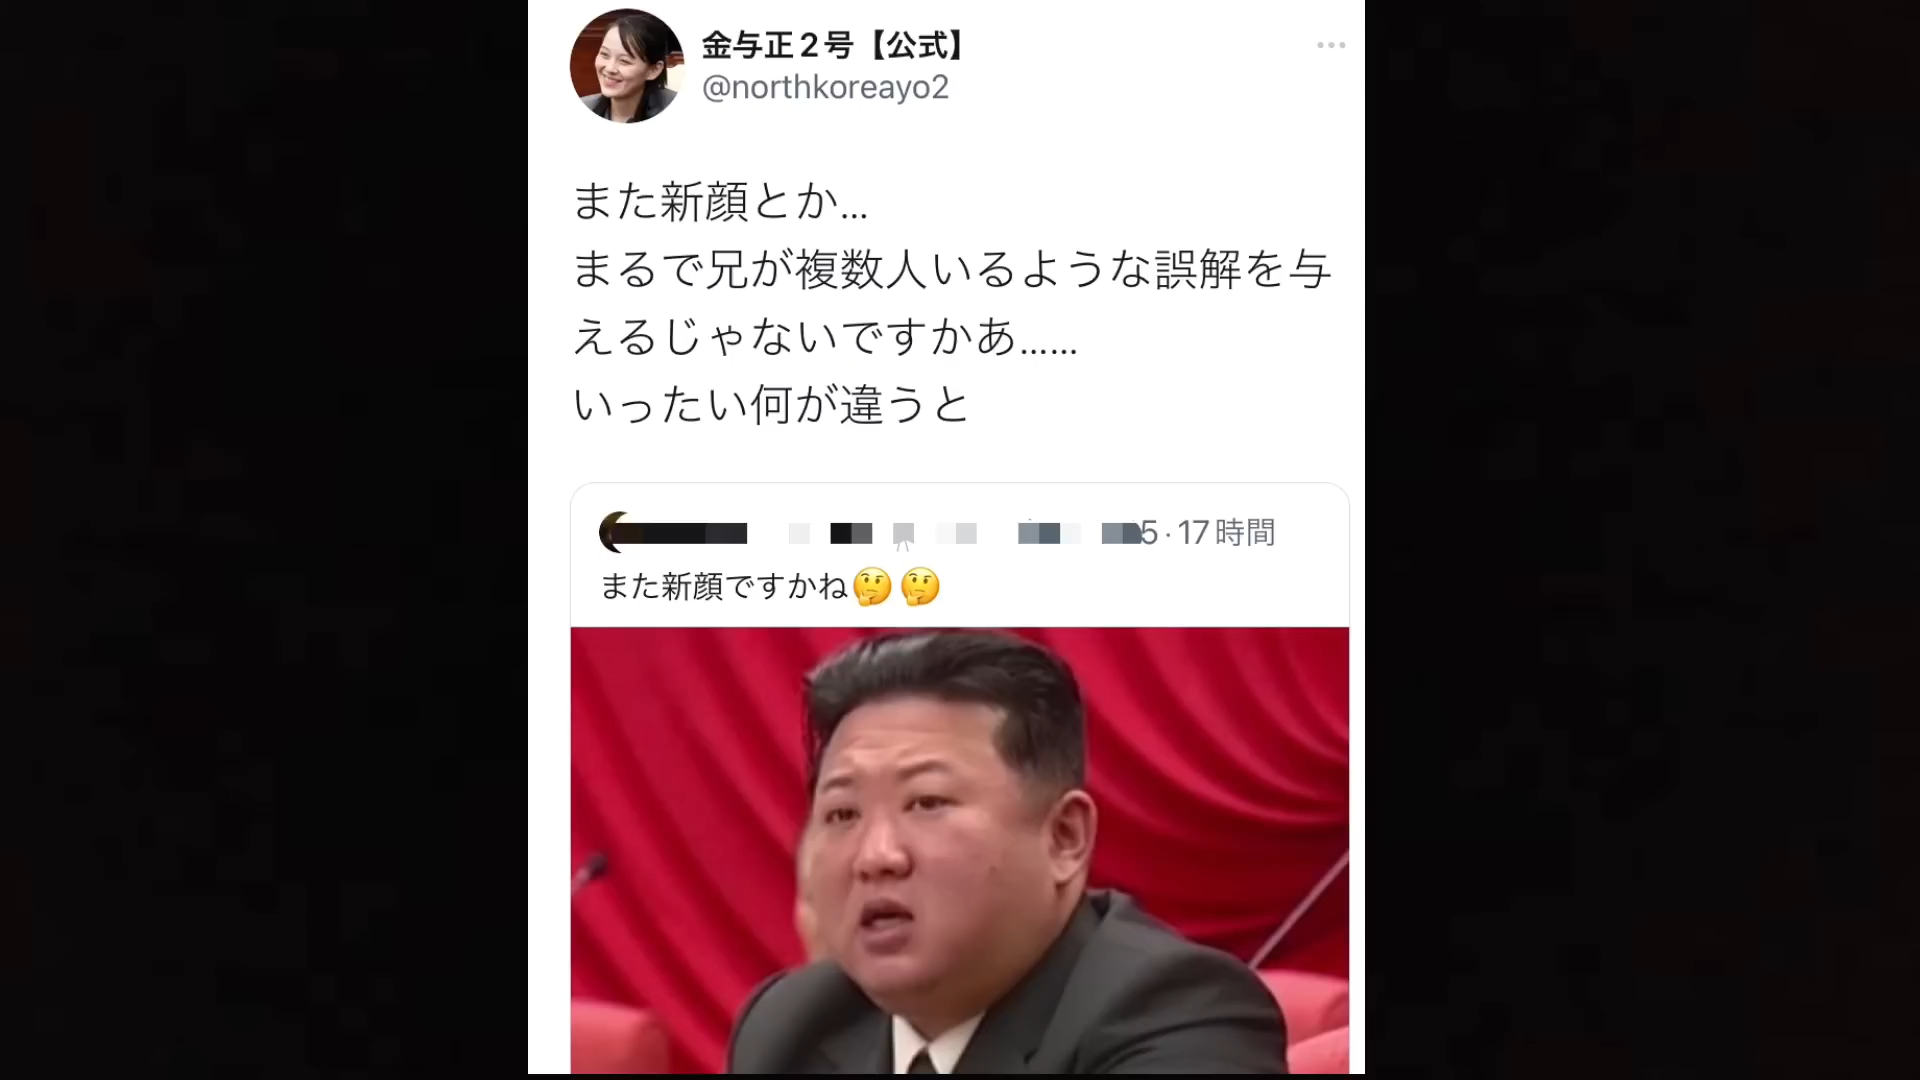 金与正2号【公式】
@northkoreayo2
また新顔とか...
まるで兄が複数人いるような誤解を与
えるじゃないですかあ......
いったい何が違うと
5・17時間
また新顔ですかね🤔🤔